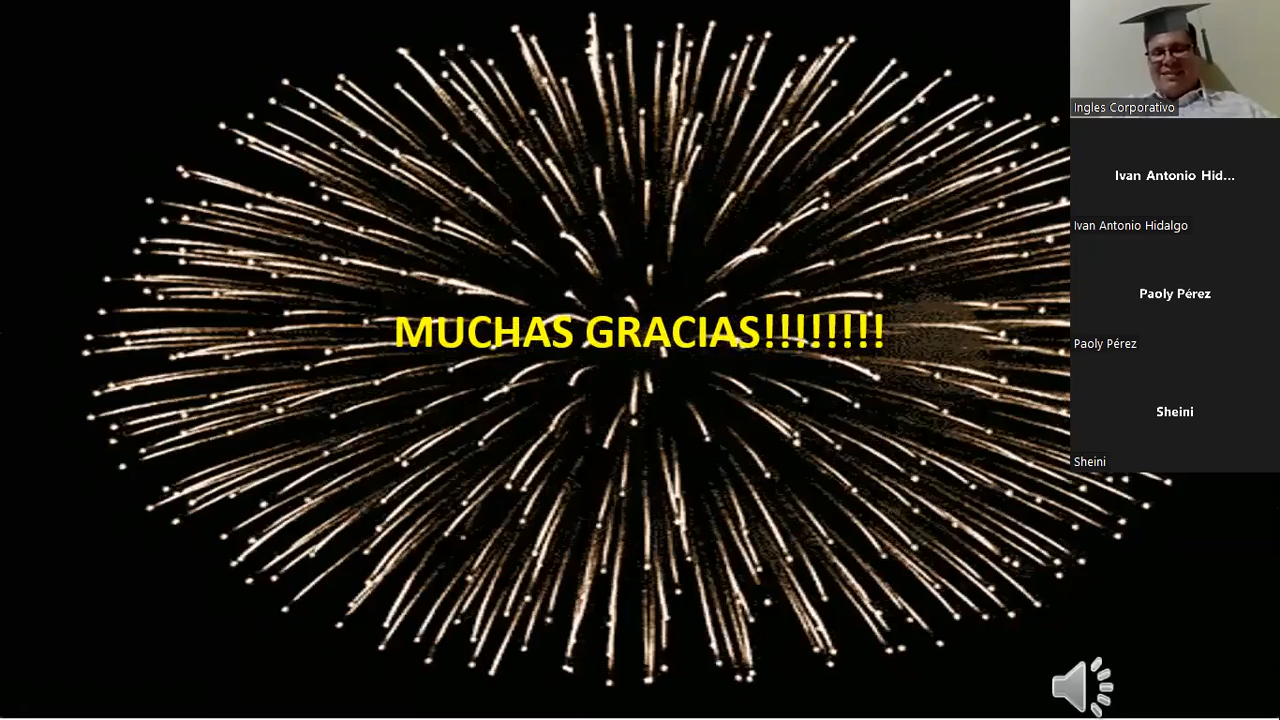 MUCHAS GRACIAS!!!!!!!!
Ingles Corporativo
Ivan Antonio Hid...
Ivan Antonio Hidalgo
Paoly Pérez
Paoly Pérez
Sheini
Sheini